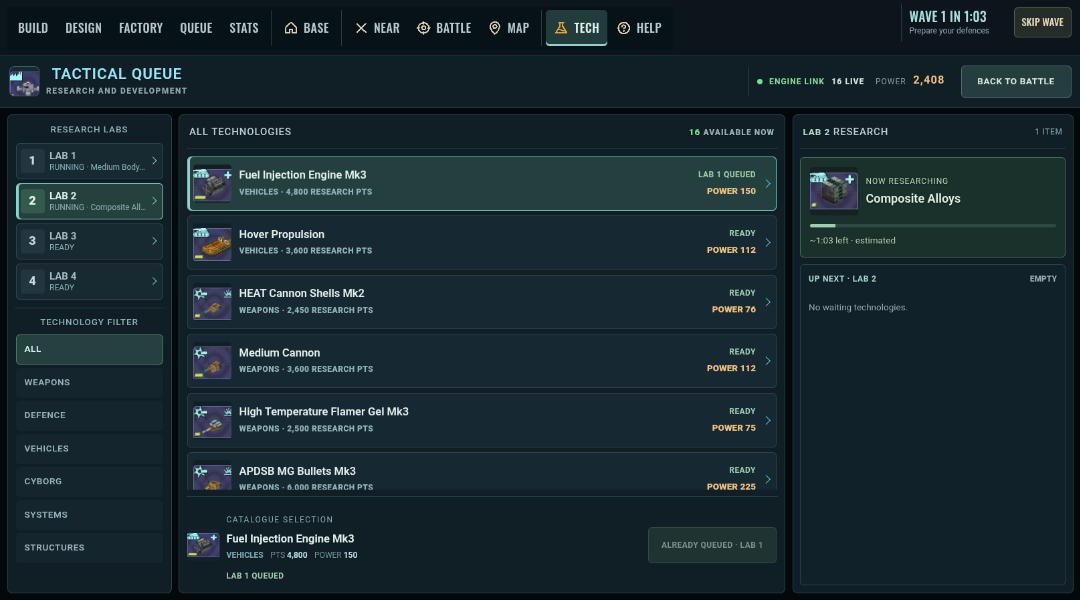 BUILD
DESIGN
FACTORY
QUEUE
STATS
BASE
NEAR
BATTLE
MAP
TECH
HELP
WAVE 1 IN 1:03
Prepare your defences
SKIP WAVE
TACTICAL QUEUE
RESEARCH AND DEVELOPMENT
ENGINE LINK 16 LIVE
POWER 2,408
BACK TO BATTLE
RESEARCH LABS
1
LAB 1
RUNNING · Medium Body...
2
LAB 2
RUNNING · Composite All...
3
LAB 3
READY
4
LAB 4
READY
TECHNOLOGY FILTER
ALL
WEAPONS
DEFENCE
VEHICLES
CYBORG
SYSTEMS
STRUCTURES
ALL TECHNOLOGIES
16 AVAILABLE NOW
Fuel Injection Engine Mk3
VEHICLES · 4,800 RESEARCH PTS
LAB 1 QUEUED
POWER 150
Hover Propulsion
VEHICLES · 3,600 RESEARCH PTS
READY
POWER 112
HEAT Cannon Shells Mk2
WEAPONS · 2,450 RESEARCH PTS
READY
POWER 76
Medium Cannon
WEAPONS · 3,600 RESEARCH PTS
READY
POWER 112
High Temperature Flamer Gel Mk3
WEAPONS · 2,500 RESEARCH PTS
READY
POWER 75
APDSB MG Bullets Mk3
WEAPONS · 6,000 RESEARCH PTS
READY
POWER 225
CATALOGUE SELECTION
Fuel Injection Engine Mk3
VEHICLES PTS 4,800 POWER 150
LAB 1 QUEUED
ALREADY QUEUED · LAB 1
LAB 2 RESEARCH
1 ITEM
NOW RESEARCHING
Composite Alloys
~1:03 left · estimated
UP NEXT · LAB 2
EMPTY
No waiting technologies.